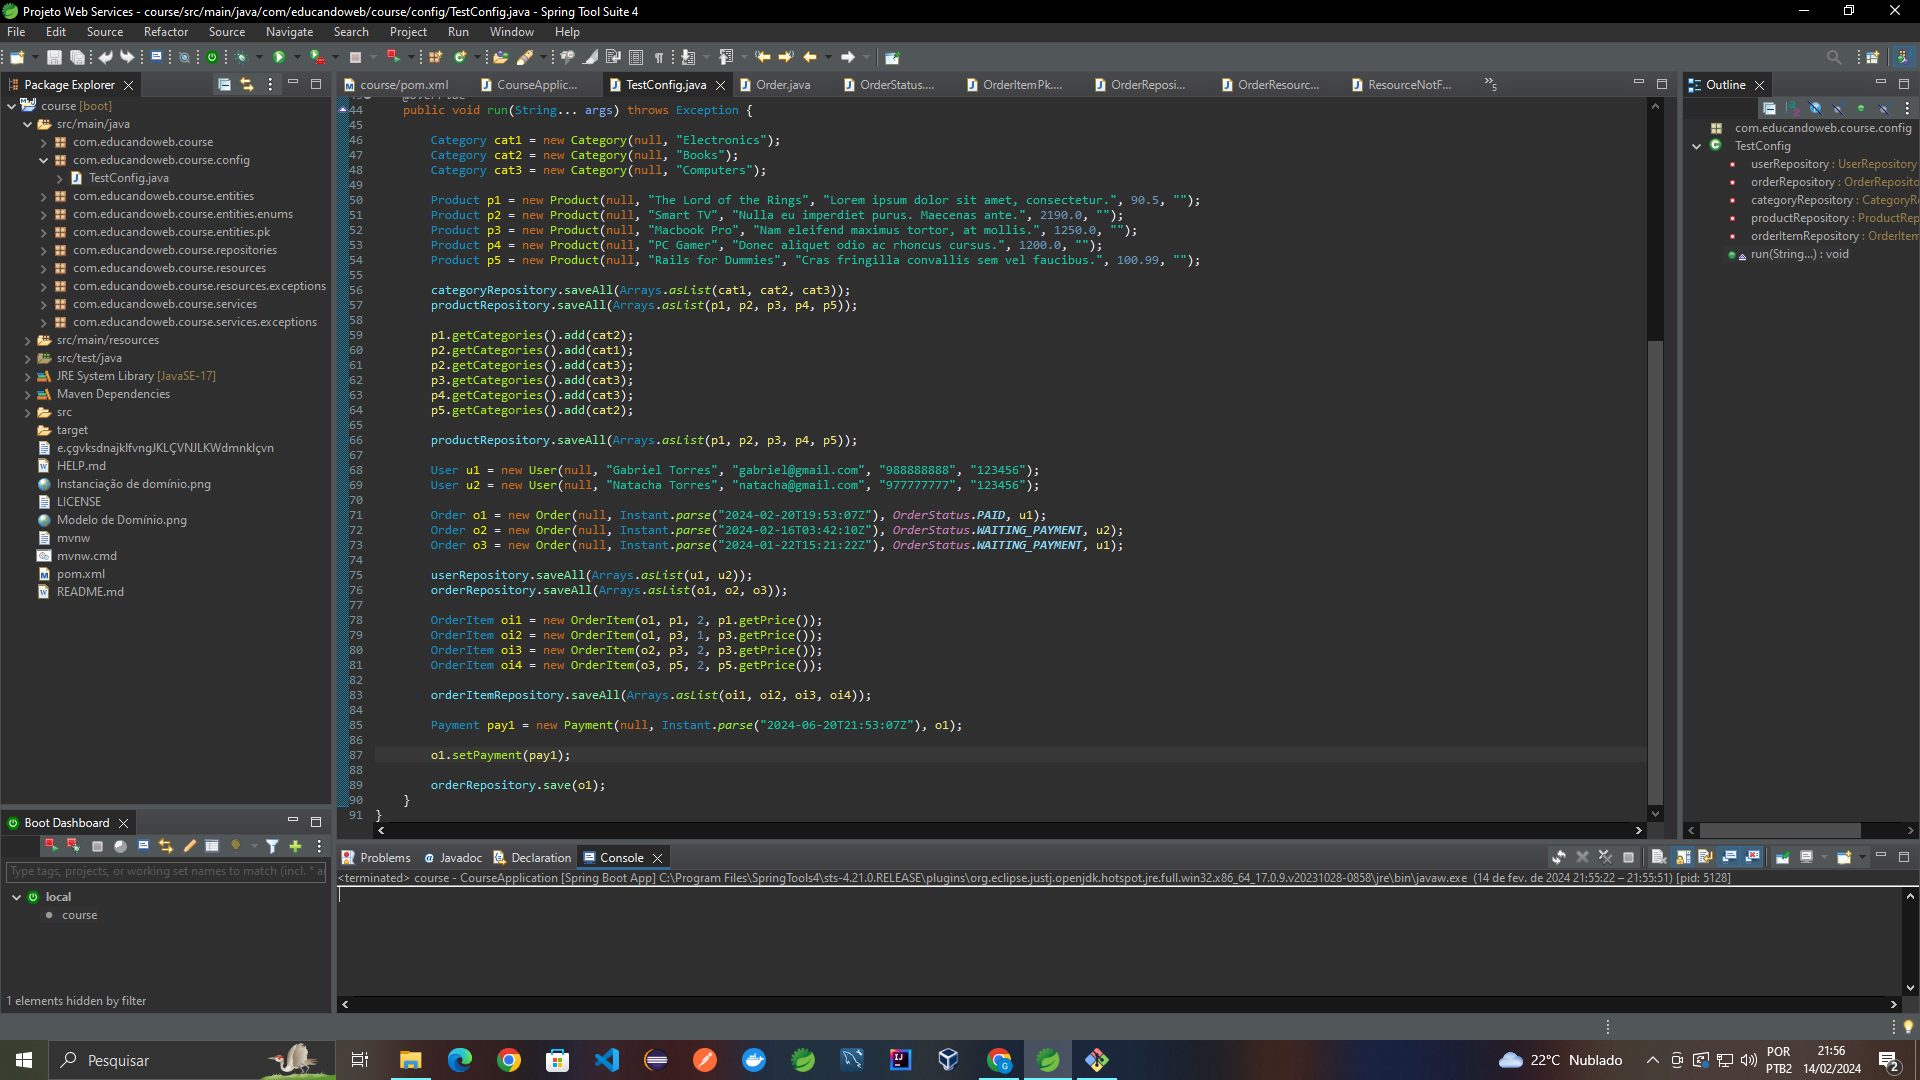 Projeto Web Services - course/src/main/java/com/educandoweb/course/config/TestConfig.java - Spring Tool Suite 4
File Edit Source Refactor Source Navigate Search Project Run Window Help
Package Explorer
course [boot]
src/main/java
com.educandoweb.course
com.educandoweb.course.config
TestConfig.java
com.educandoweb.course.entities
com.educandoweb.course.entities.enums
com.educandoweb.course.entities.pk
com.educandoweb.course.repositories
com.educandoweb.course.resources
com.educandoweb.course.resources.exceptions
com.educandoweb.course.services
com.educandoweb.course.services.exceptions
src/main/resources
src/test/java
JRE System Library [JavaSE-17]
Maven Dependencies
src
target
e.çgvksdnajklfvngJKLÇVNJLKWdmnklçvn
HELP.md
Instanciação de domínio.png
LICENSE
Modelo de Domínio.png
mvnw
mvnw.cmd
pom.xml
README.md
course/pom.xml CourseApplic... TestConfig.java Order.java OrderStatus.... OrderItemPk.... OrderReposi... OrderResourc... ResourceNotF... 5
44 public void run(String... args) throws Exception {
45
46 Category cat1 = new Category(null, "Electronics");
47 Category cat2 = new Category(null, "Books");
48 Category cat3 = new Category(null, "Computers");
49
50 Product p1 = new Product(null, "The Lord of the Rings", "Lorem ipsum dolor sit amet, consectetur.", 90.5, "");
51 Product p2 = new Product(null, "Smart TV", "Nulla eu imperdiet purus. Maecenas ante.", 2190.0, "");
52 Product p3 = new Product(null, "Macbook Pro", "Nam eleifend maximus tortor, at mollis.", 1250.0, "");
53 Product p4 = new Product(null, "PC Gamer", "Donec aliquet odio ac rhoncus cursus.", 1200.0, "");
54 Product p5 = new Product(null, "Rails for Dummies", "Cras fringilla convallis sem vel faucibus.", 100.99, "");
55
56 categoryRepository.saveAll(Arrays.asList(cat1, cat2, cat3));
57 productRepository.saveAll(Arrays.asList(p1, p2, p3, p4, p5));
58
59 p1.getCategories().add(cat2);
60 p2.getCategories().add(cat1);
61 p2.getCategories().add(cat3);
62 p3.getCategories().add(cat3);
63 p4.getCategories().add(cat3);
64 p5.getCategories().add(cat2);
65
66 productRepository.saveAll(Arrays.asList(p1, p2, p3, p4, p5));
67
68 User u1 = new User(null, "Gabriel Torres", "gabriel@gmail.com", "988888888", "123456");
69 User u2 = new User(null, "Natacha Torres", "natacha@gmail.com", "977777777", "123456");
70
71 Order o1 = new Order(null, Instant.parse("2024-02-20T19:53:07Z"), OrderStatus.PAID, u1);
72 Order o2 = new Order(null, Instant.parse("2024-02-16T03:42:10Z"), OrderStatus.WAITING_PAYMENT, u2);
73 Order o3 = new Order(null, Instant.parse("2024-01-22T15:21:22Z"), OrderStatus.WAITING_PAYMENT, u1);
74
75 userRepository.saveAll(Arrays.asList(u1, u2));
76 orderRepository.saveAll(Arrays.asList(o1, o2, o3));
77
78 OrderItem oi1 = new OrderItem(o1, p1, 2, p1.getPrice());
79 OrderItem oi2 = new OrderItem(o1, p3, 1, p3.getPrice());
80 OrderItem oi3 = new OrderItem(o2, p3, 2, p3.getPrice());
81 OrderItem oi4 = new OrderItem(o3, p5, 2, p5.getPrice());
82
83 orderItemRepository.saveAll(Arrays.asList(oi1, oi2, oi3, oi4));
84
85 Payment pay1 = new Payment(null, Instant.parse("2024-06-20T21:53:07Z"), o1);
86
87 o1.setPayment(pay1);
88
89 orderRepository.save(o1);
90 }
91 }
Outline
com.educandoweb.course.config
TestConfig
userRepository : UserRepository
orderRepository : OrderReposito
categoryRepository : CategoryRe
productRepository : ProductRep
orderItemRepository : OrderItem
run(String...) : void
Boot Dashboard
Type tags, projects, or working set names to match (incl. * ar
local
course
1 elements hidden by filter
Problems Javadoc Declaration Console
<terminated> course - CourseApplication [Spring Boot App] C:\Program Files\SpringTools4\sts-4.21.0.RELEASE\plugins\org.eclipse.justj.openjdk.hotspot.jre.full.win32.x86_64_17.0.9.v20231028-0858\jre\bin\javaw.exe (14 de fev. de 2024 21:55:22 – 21:55:51) [pid: 5128]
Pesquisar
22°C Nublado
POR
PTB2
21:56
14/02/2024
2